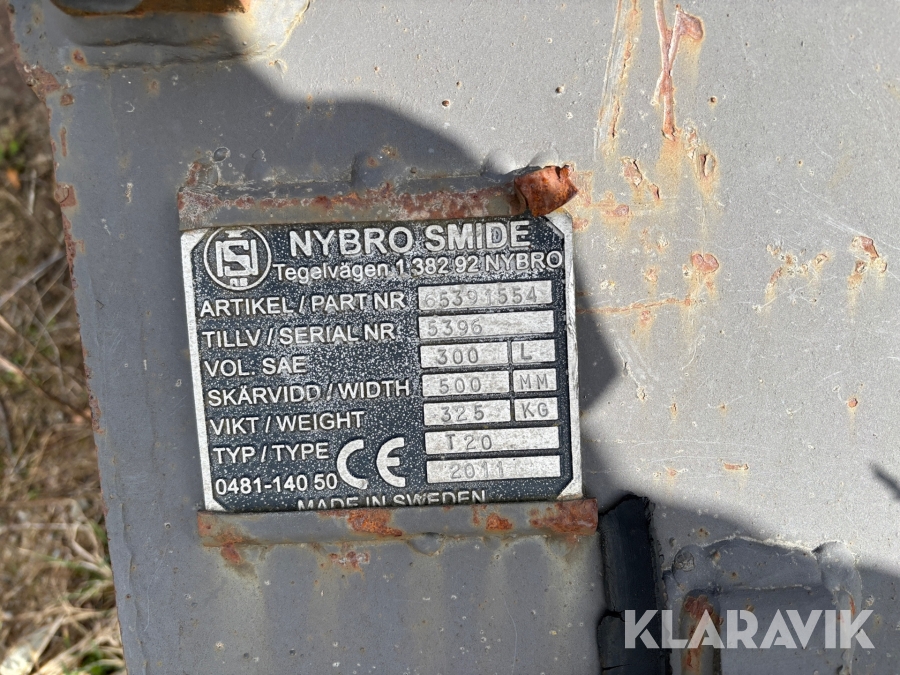 NYBRO SMIDE
Tegelvägen 1 382 92 NYBRO
ARTIKEL/PART NR 65391554
TILLV/SERIAL NR 5396
VOL. SAE 300 L
SKÄRVIDD/WIDTH 500 MM
VIKT/WEIGHT 325 KG
TYP/TYPE T20
0481-140 50 CE 2011
MADE IN SWEDEN
KLARAVIK